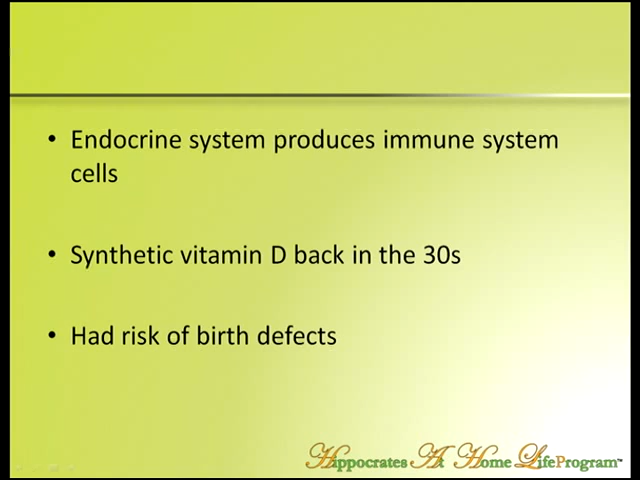 • Endocrine system produces immune system
cells
• Synthetic vitamin D back in the 30s
• Had risk of birth defects
Hippocrates At Home LifeProgram™